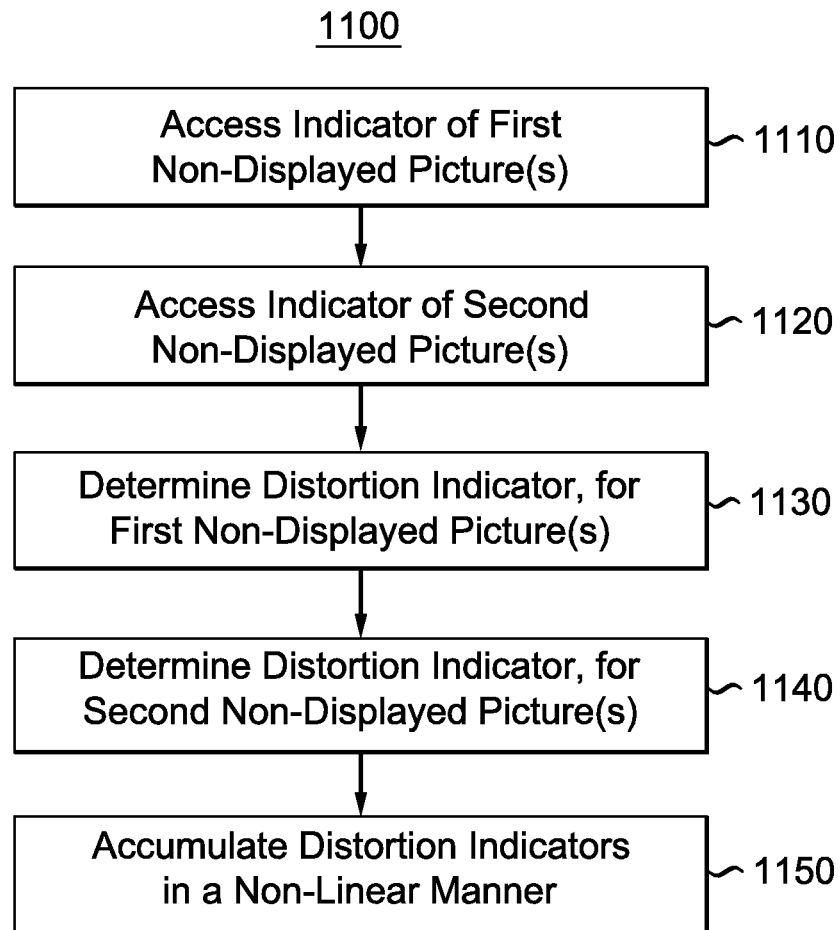 1100
Access Indicator of First
Non-Displayed Picture(s)
1110
Access Indicator of Second
Non-Displayed Picture(s)
1120
Determine Distortion Indicator, for
First Non-Displayed Picture(s)
1130
Determine Distortion Indicator, for
Second Non-Displayed Picture(s)
1140
Accumulate Distortion Indicators
in a Non-Linear Manner
1150